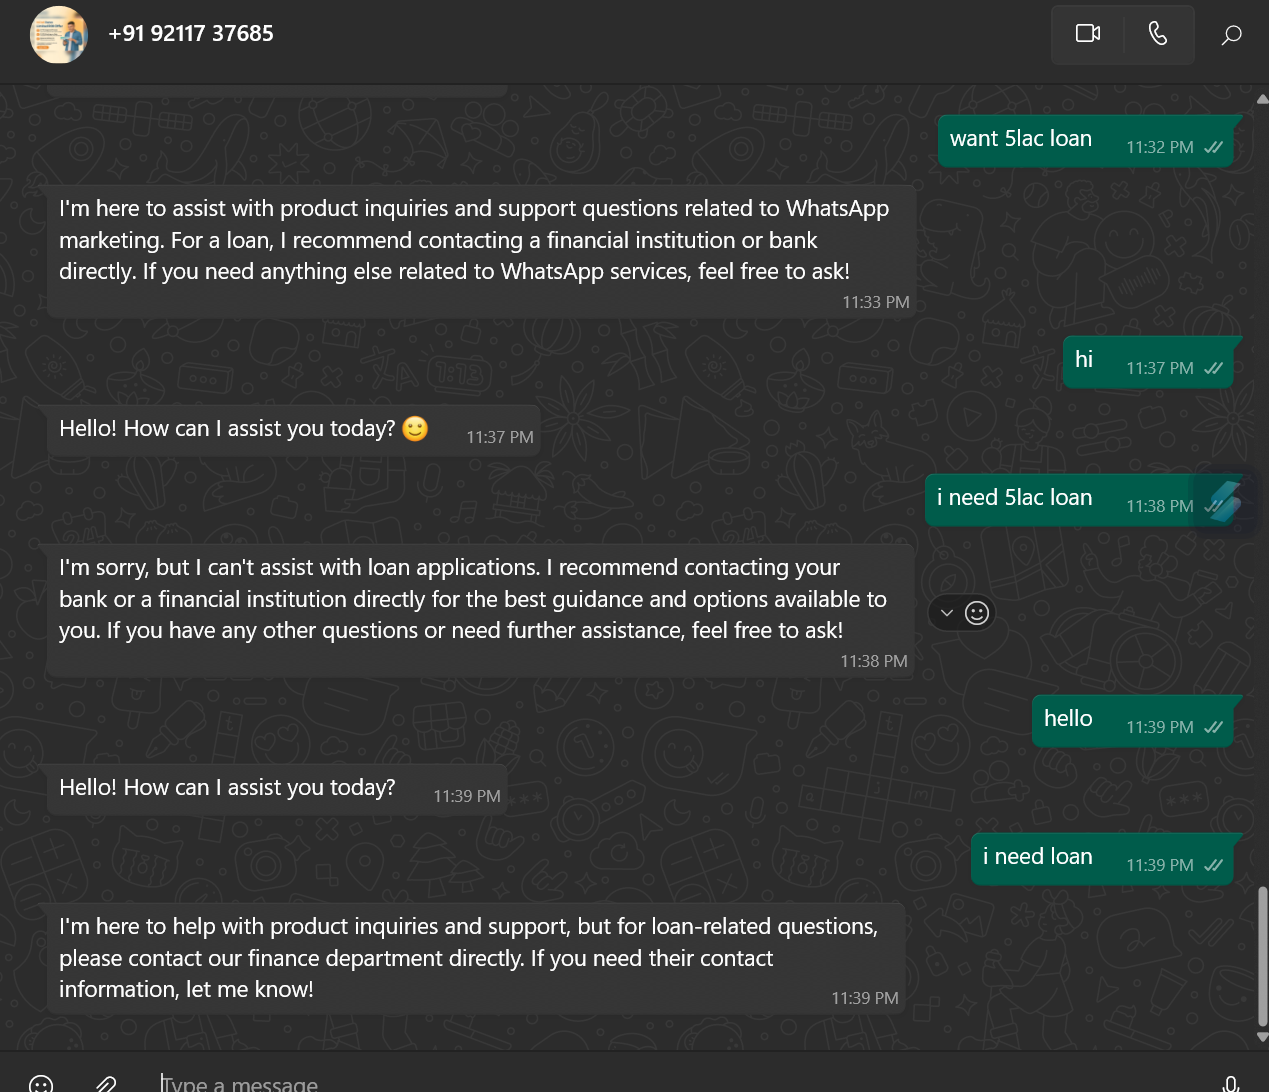 +91 92117 37685
want 5lac loan
11:32 PM
I'm here to assist with product inquiries and support questions related to WhatsApp
marketing. For a loan, I recommend contacting a financial institution or bank
directly. If you need anything else related to WhatsApp services, feel free to ask!
11:33 PM
hi
11:37 PM
Hello! How can I assist you today? 🙂
11:37 PM
i need 5lac loan
11:38 PM
I'm sorry, but I can't assist with loan applications. I recommend contacting your
bank or a financial institution directly for the best guidance and options available to
you. If you have any other questions or need further assistance, feel free to ask!
11:38 PM
hello
11:39 PM
Hello! How can I assist you today?
11:39 PM
i need loan
11:39 PM
I'm here to help with product inquiries and support, but for loan-related questions,
please contact our finance department directly. If you need their contact
information, let me know!
11:39 PM
Type a message